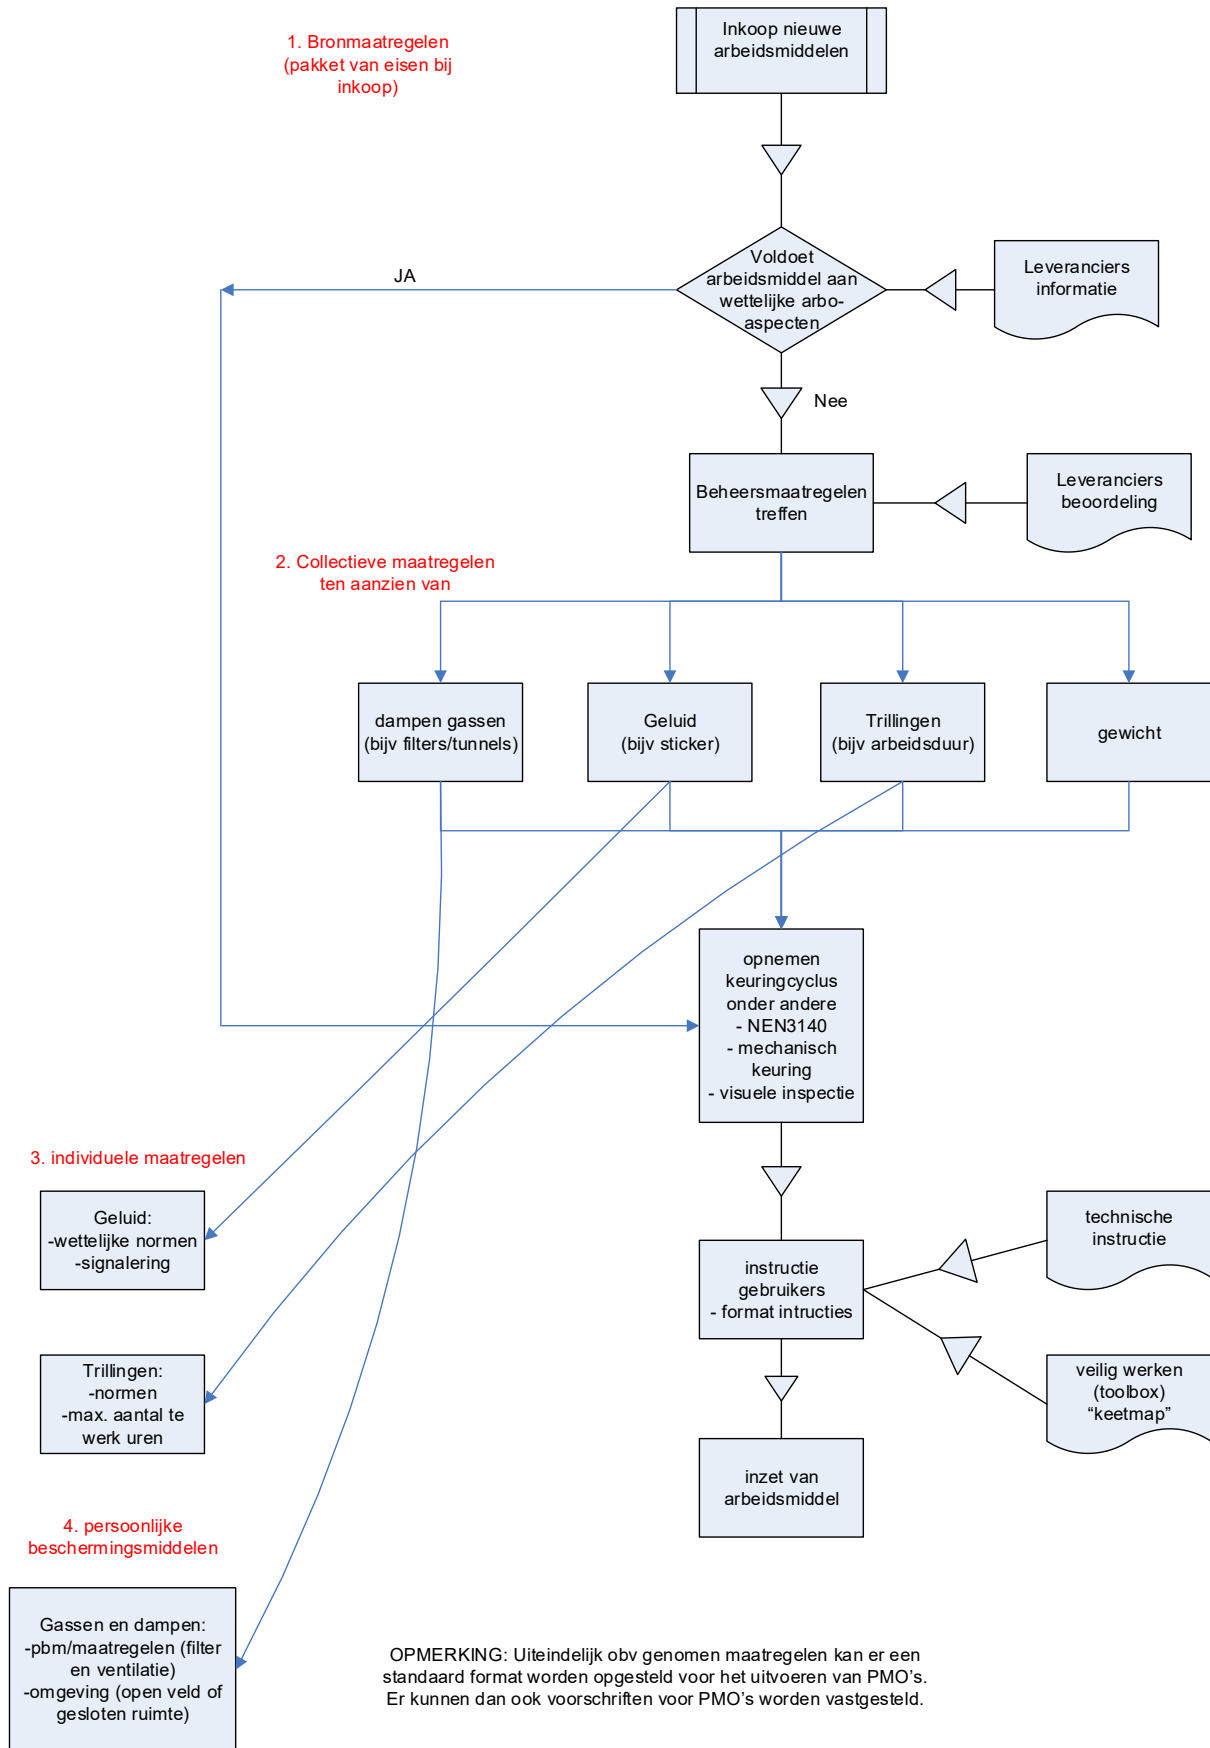 Inkoop nieuwe
arbeidsmiddelen
1. Bronmaatregelen
(pakket van eisen bij
inkoop)
Voldoet
arbeidsmiddel aan
wettelijke arbo-
aspecten
JA
Leveranciers
informatie
Nee
Beheersmaatregelen
treffen
Leveranciers
beoordeling
2. Collectieve maatregelen
ten aanzien van
dampen gassen
(bijv filters/tunnels)
Geluid
(bijv sticker)
Trillingen
(bijv arbeidsduur)
gewicht
opnemen
keuringcyclus
onder andere
- NEN3140
- mechanisch
keuring
- visuele inspectie
3. individuele maatregelen
Geluid:
-wettelijke normen
-signalering
technische
instructie
instructie
gebruikers
- format intructies
Trillingen:
-normen
-max. aantal te
werk uren
veilig werken
(toolbox)
“keetmap”
inzet van
arbeidsmiddel
4. persoonlijke
beschermingsmiddelen
Gassen en dampen:
-pbm/maatregelen (filter
en ventilatie)
-omgeving (open veld of
gesloten ruimte)
OPMERKING: Uiteindelijk obv genomen maatregelen kan er een
standaard format worden opgesteld voor het uitvoeren van PMO’s.
Er kunnen dan ook voorschriften voor PMO’s worden vastgesteld.